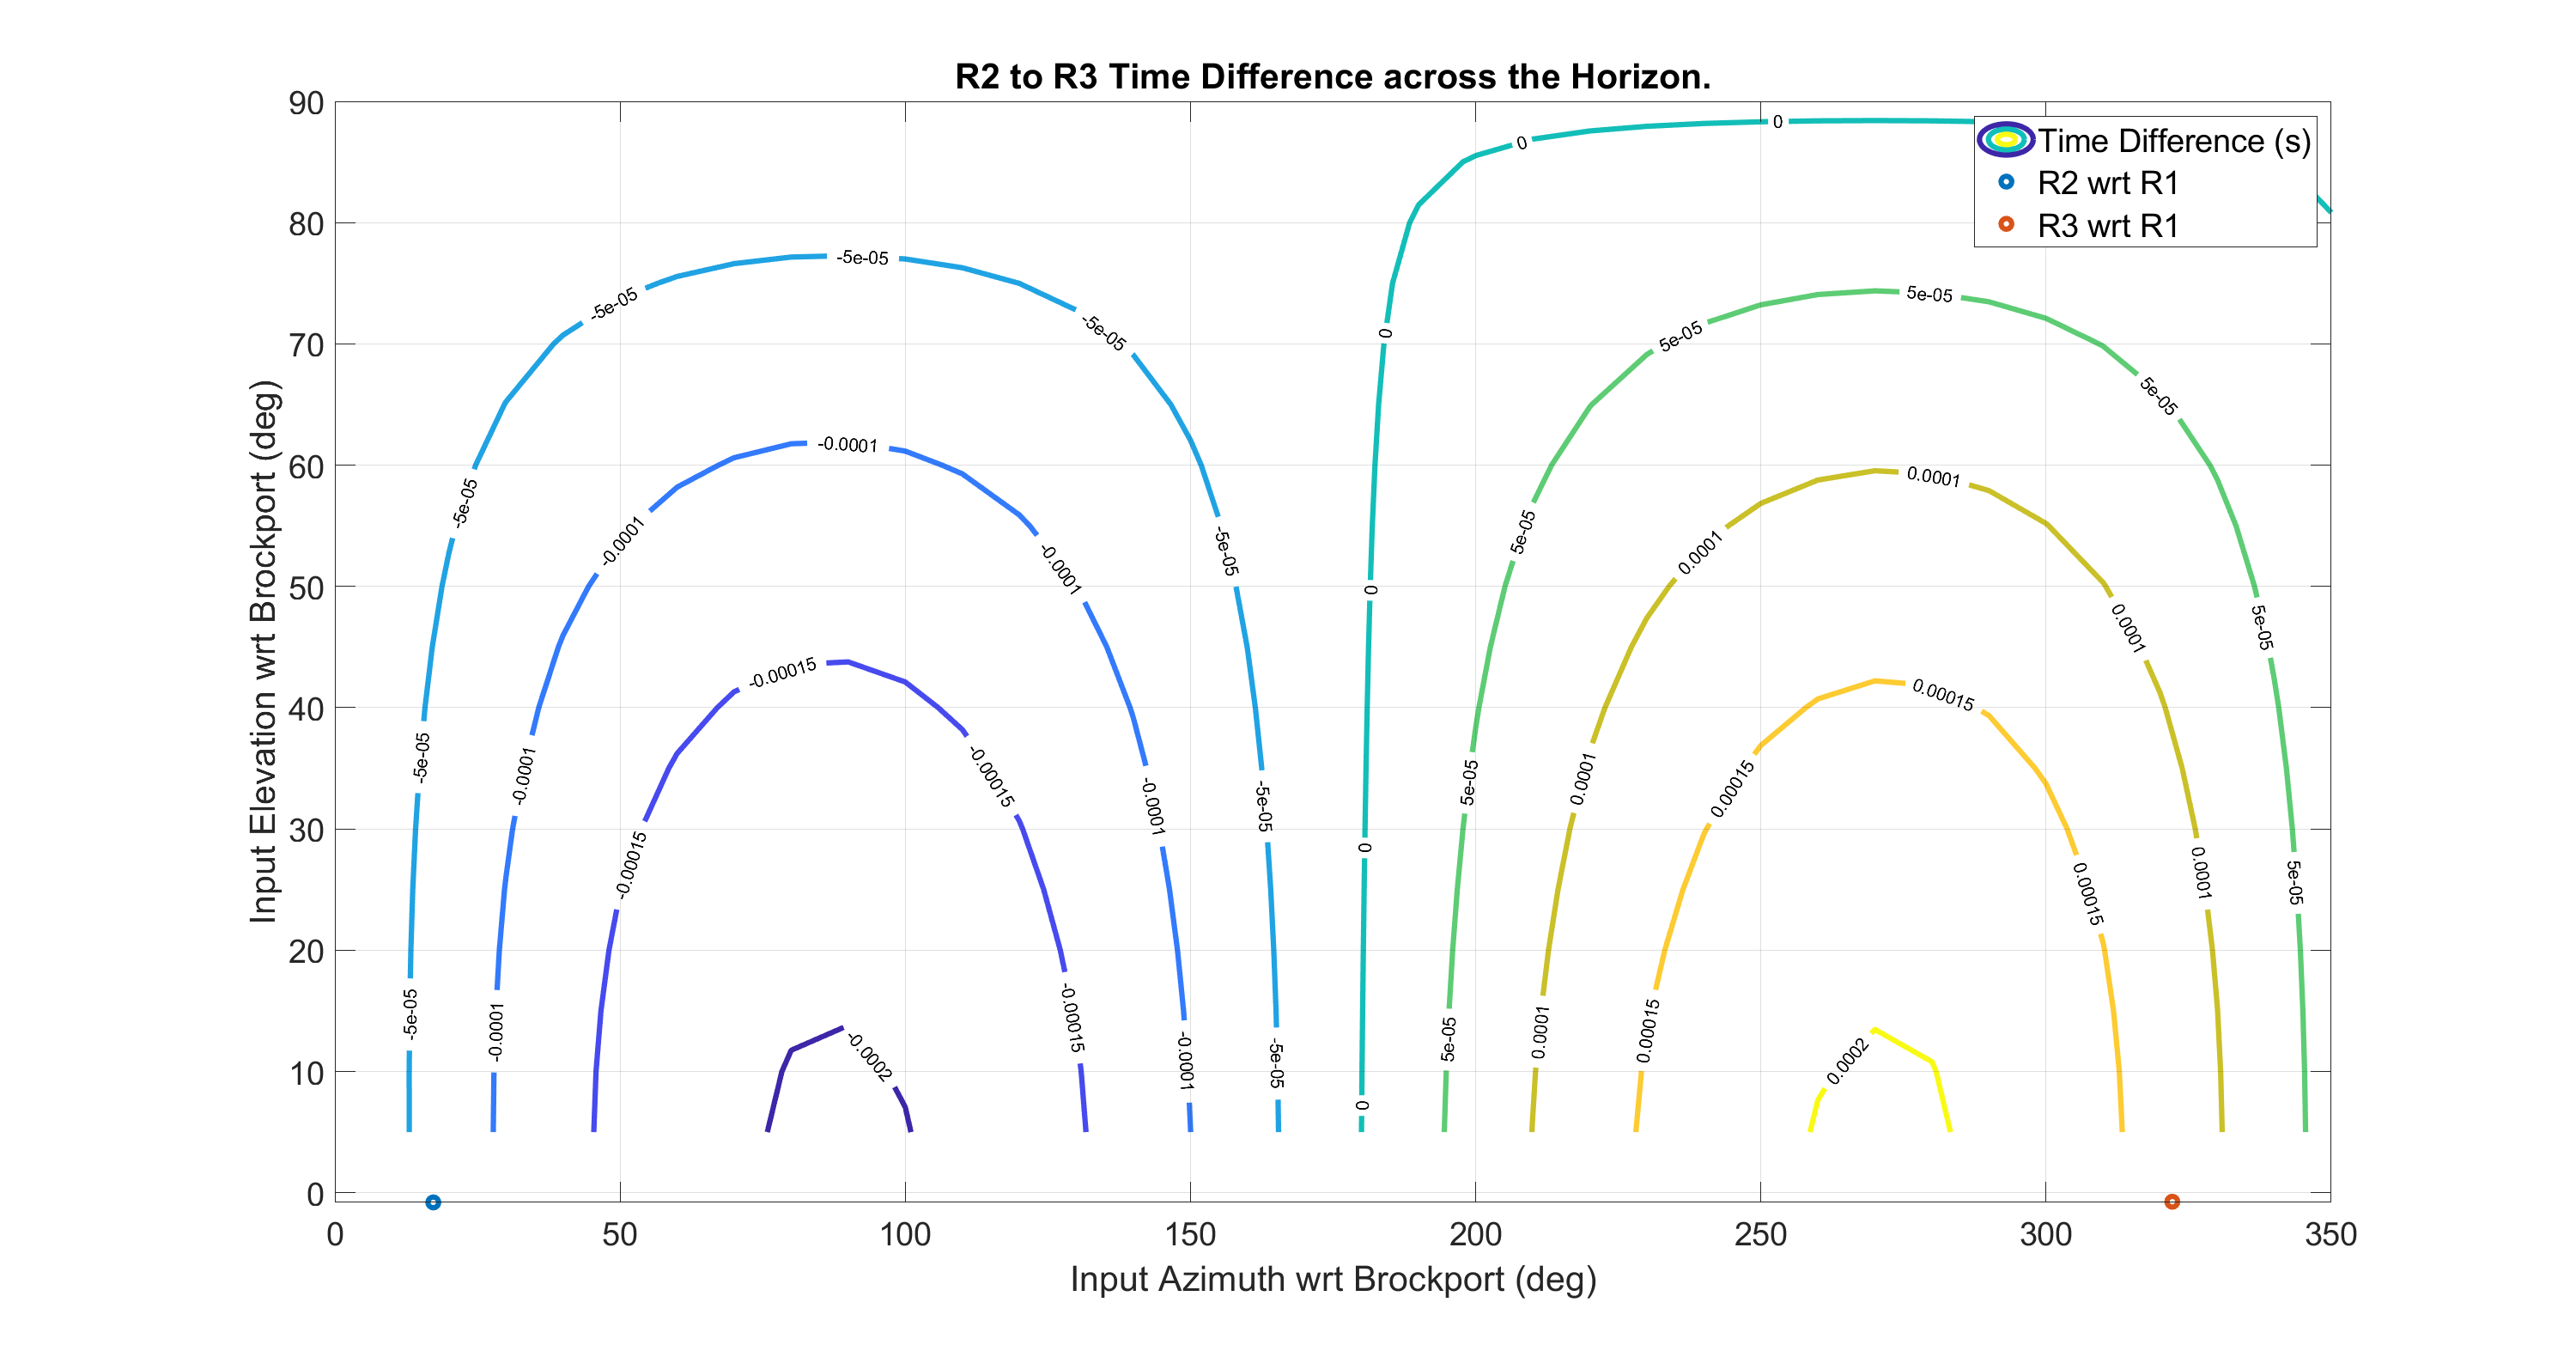 R2 to R3 Time Difference across the Horizon.
90
80
70
60
50
40
30
20
10
0
Input Elevation wrt Brockport (deg)
0
50
100
150
200
250
300
350
Input Azimuth wrt Brockport (deg)
Time Difference (s)
R2 wrt R1
R3 wrt R1
0
0
0
0
0
0
-5e-05
-5e-05
-5e-05
-5e-05
-5e-05
-5e-05
-5e-05
-5e-05
-5e-05
-0.0001
-0.0001
-0.0001
-0.0001
-0.0001
-0.0001
-0.0001
-0.00015
-0.00015
-0.00015
-0.00015
-0.0002
5e-05
5e-05
5e-05
5e-05
5e-05
5e-05
5e-05
5e-05
0.0001
0.0001
0.0001
0.0001
0.0001
0.0001
0.00015
0.00015
0.00015
0.00015
0.0002